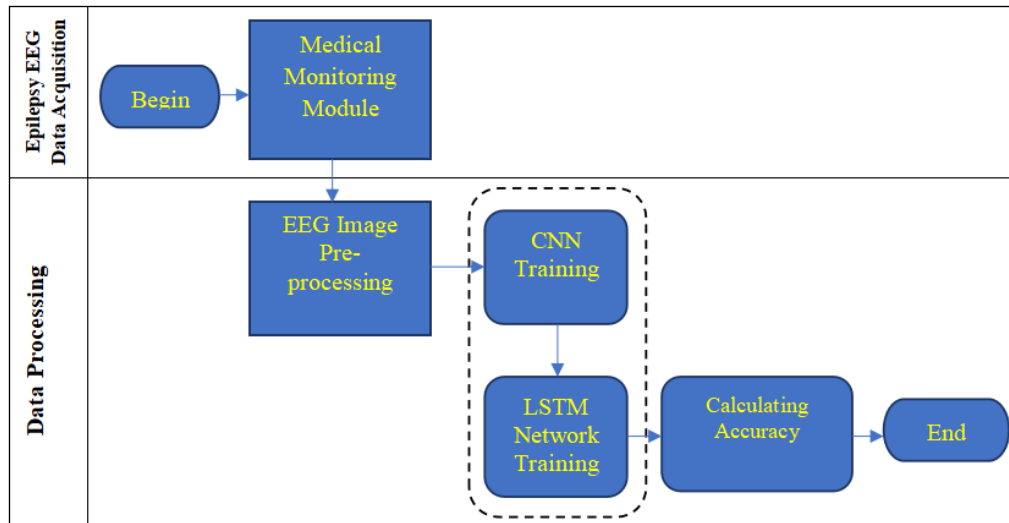 Epilepsy EEG
Data Acquisition
Begin
Medical
Monitoring
Module
Data Processing
EEG Image
Pre-
processing
CNN
Training
LSTM
Network
Training
Calculating
Accuracy
End